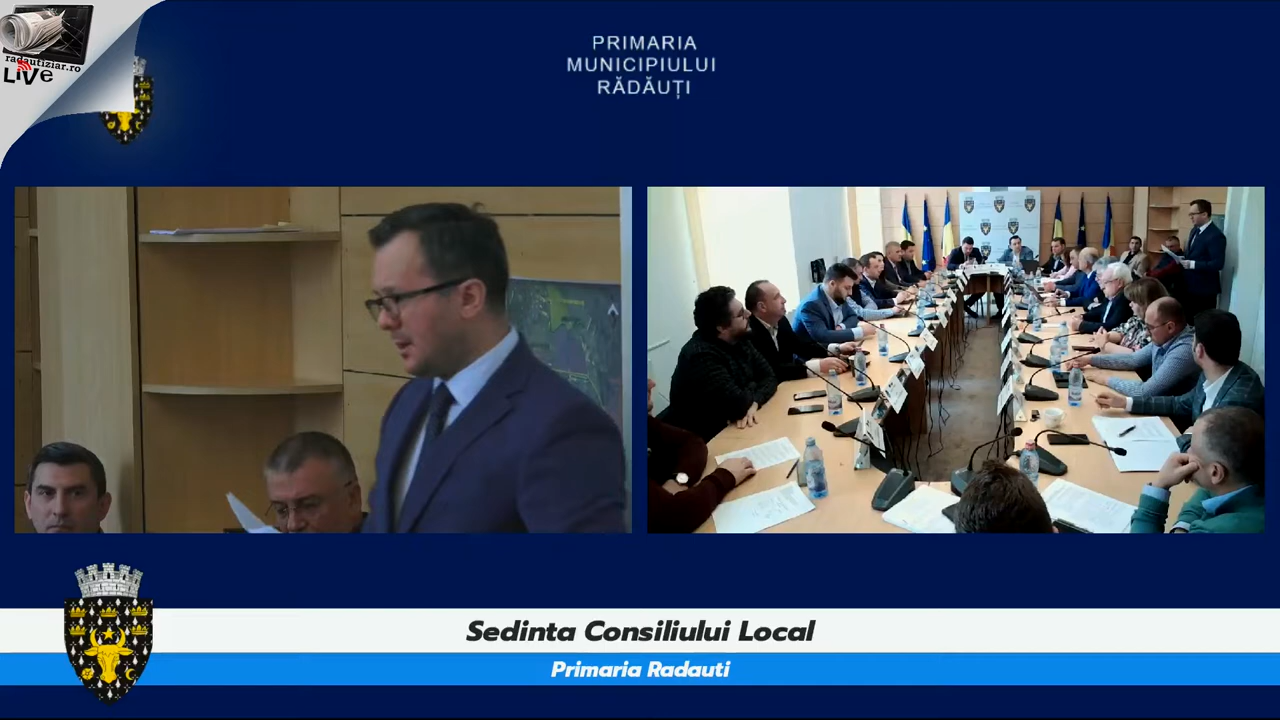 radautiziar.ro
LIVe
PRIMARIA
MUNICIPIULUI
RĂDĂUȚI
Sedinta Consiliului Local
Primaria Radauti